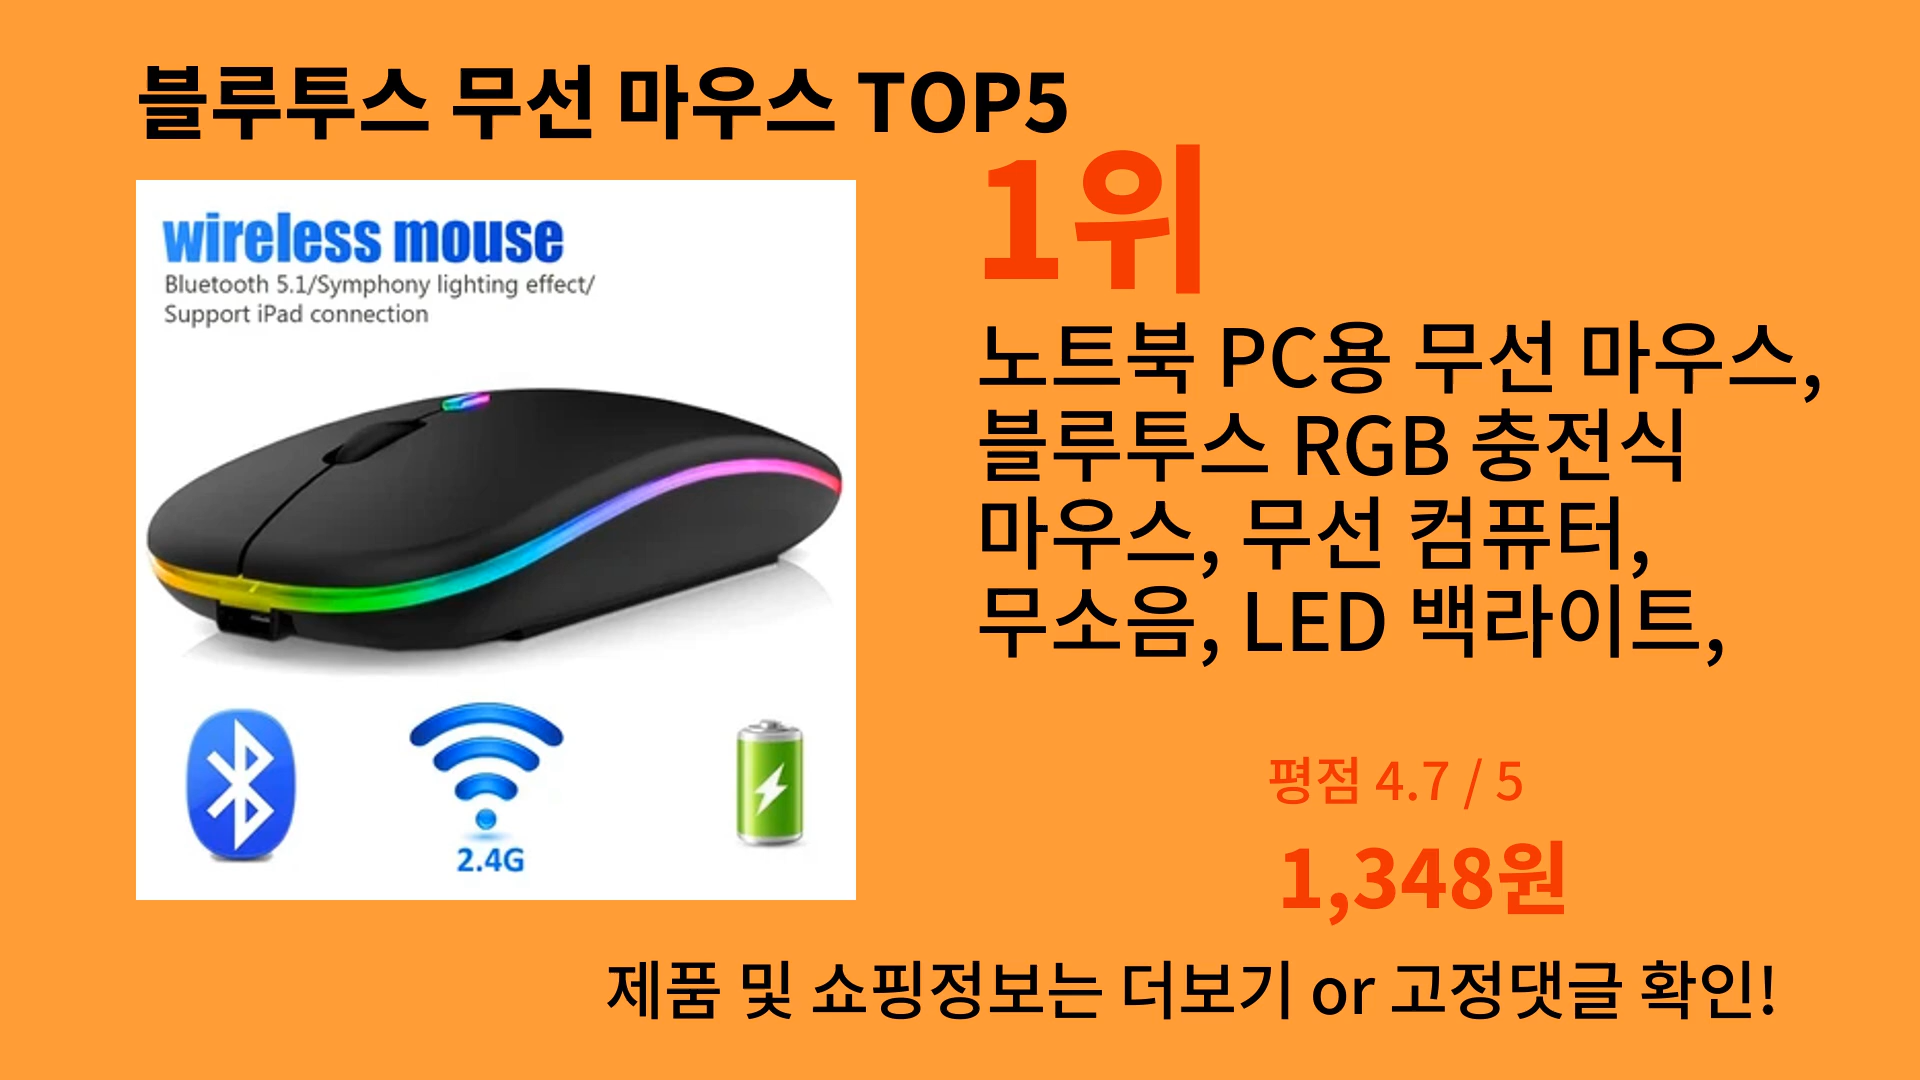 블루투스 무선 마우스 TOP5
1위
wireless mouse
Bluetooth 5.1/Symphony lighting effect/
Support iPad connection
2.4G
노트북 PC용 무선 마우스,
블루투스 RGB 충전식
마우스, 무선 컴퓨터,
무소음, LED 백라이트,
평점 4.7 / 5
1,348원
제품 및 쇼핑정보는 더보기 or 고정댓글 확인!